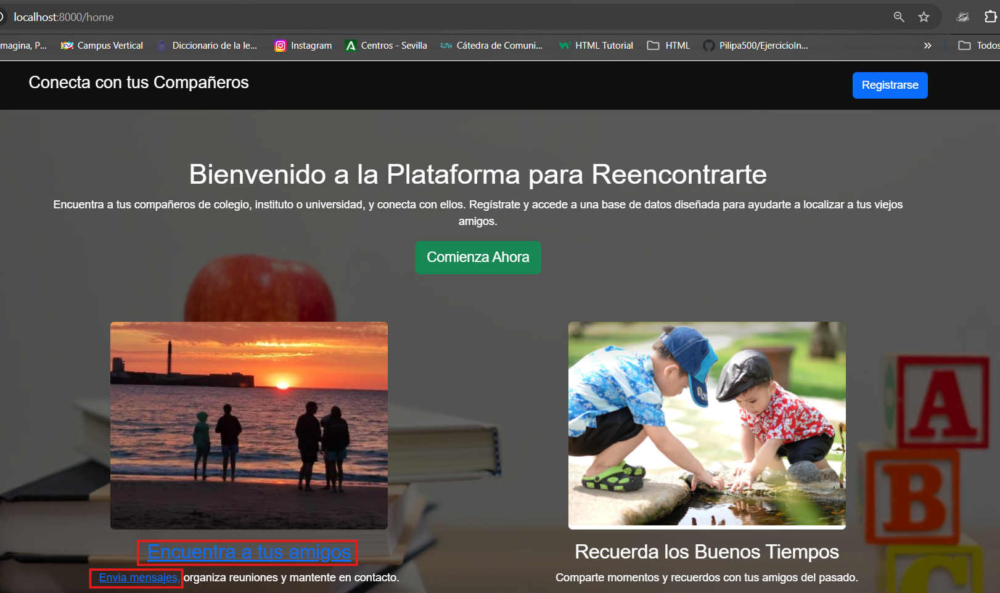 localhost:8000/home
magina, P...
Campus Vertical
Diccionario de la le...
Instagram
Centros - Sevilla
Cátedra de Comuni...
HTML Tutorial
HTML
Pilipa500/EjercicioIn...
»
Todos
Conecta con tus Compañeros
Registrarse
Bienvenido a la Plataforma para Reencontrarte
Encuentra a tus compañeros de colegio, instituto o universidad, y conecta con ellos. Regístrate y accede a una base de datos diseñada para ayudarte a localizar a tus viejos
amigos.
Comienza Ahora
A
B
C
Encuentra a tus amigos
Envia mensajes, organiza reuniones y mantente en contacto.
Recuerda los Buenos Tiempos
Comparte momentos y recuerdos con tus amigos del pasado.